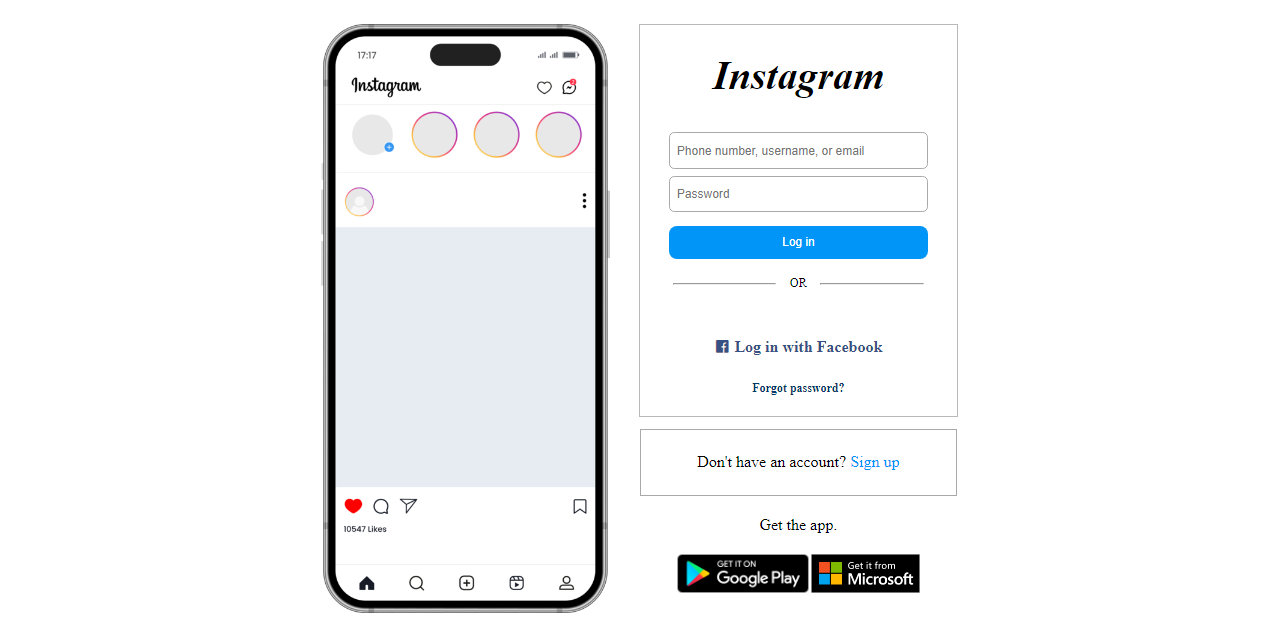 17:17
Instagram
10547 Likes
Instagram
Phone number, username, or email
Password
Log in
OR
Log in with Facebook
Forgot password?
Don't have an account? Sign up
Get the app.
GET IT ON
Google Play
Get it from
Microsoft